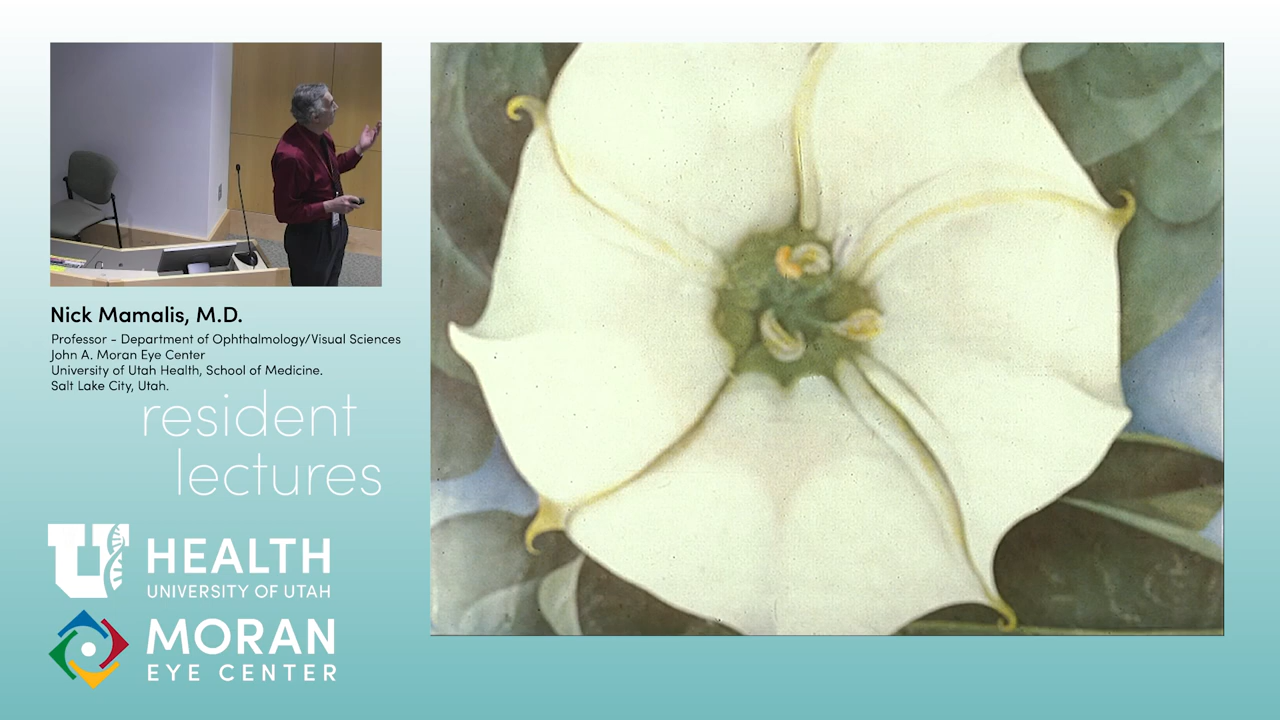 Nick Mamalis, M.D.
Professor - Department of Ophthalmology/Visual Sciences
John A. Moran Eye Center
University of Utah Health, School of Medicine.
Salt Lake City, Utah.
resident
lectures
U HEALTH
UNIVERSITY OF UTAH
MORAN
EYE CENTER